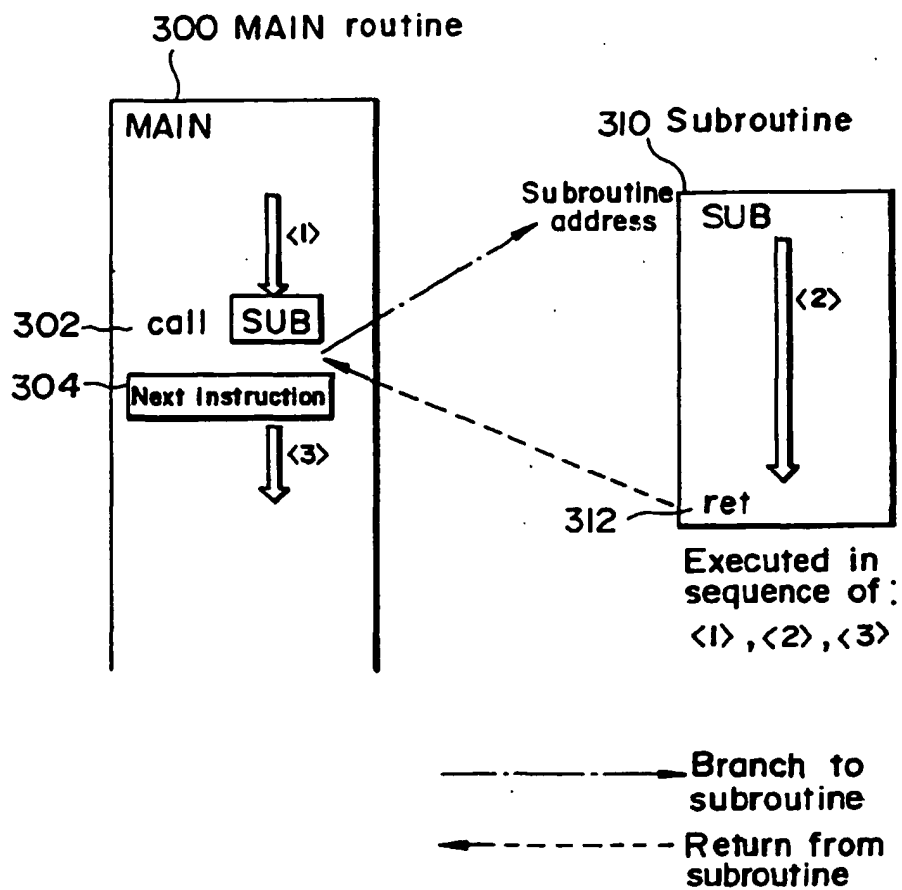 300 MAIN routine
MAIN
310 Subroutine
Subroutine
address
SUB
<1>
<2>
302
call
SUB
304
Next instruction
<3>
312
ret
Executed in
sequence of :
<1>, <2>, <3>
Branch to
subroutine
Return from
subroutine